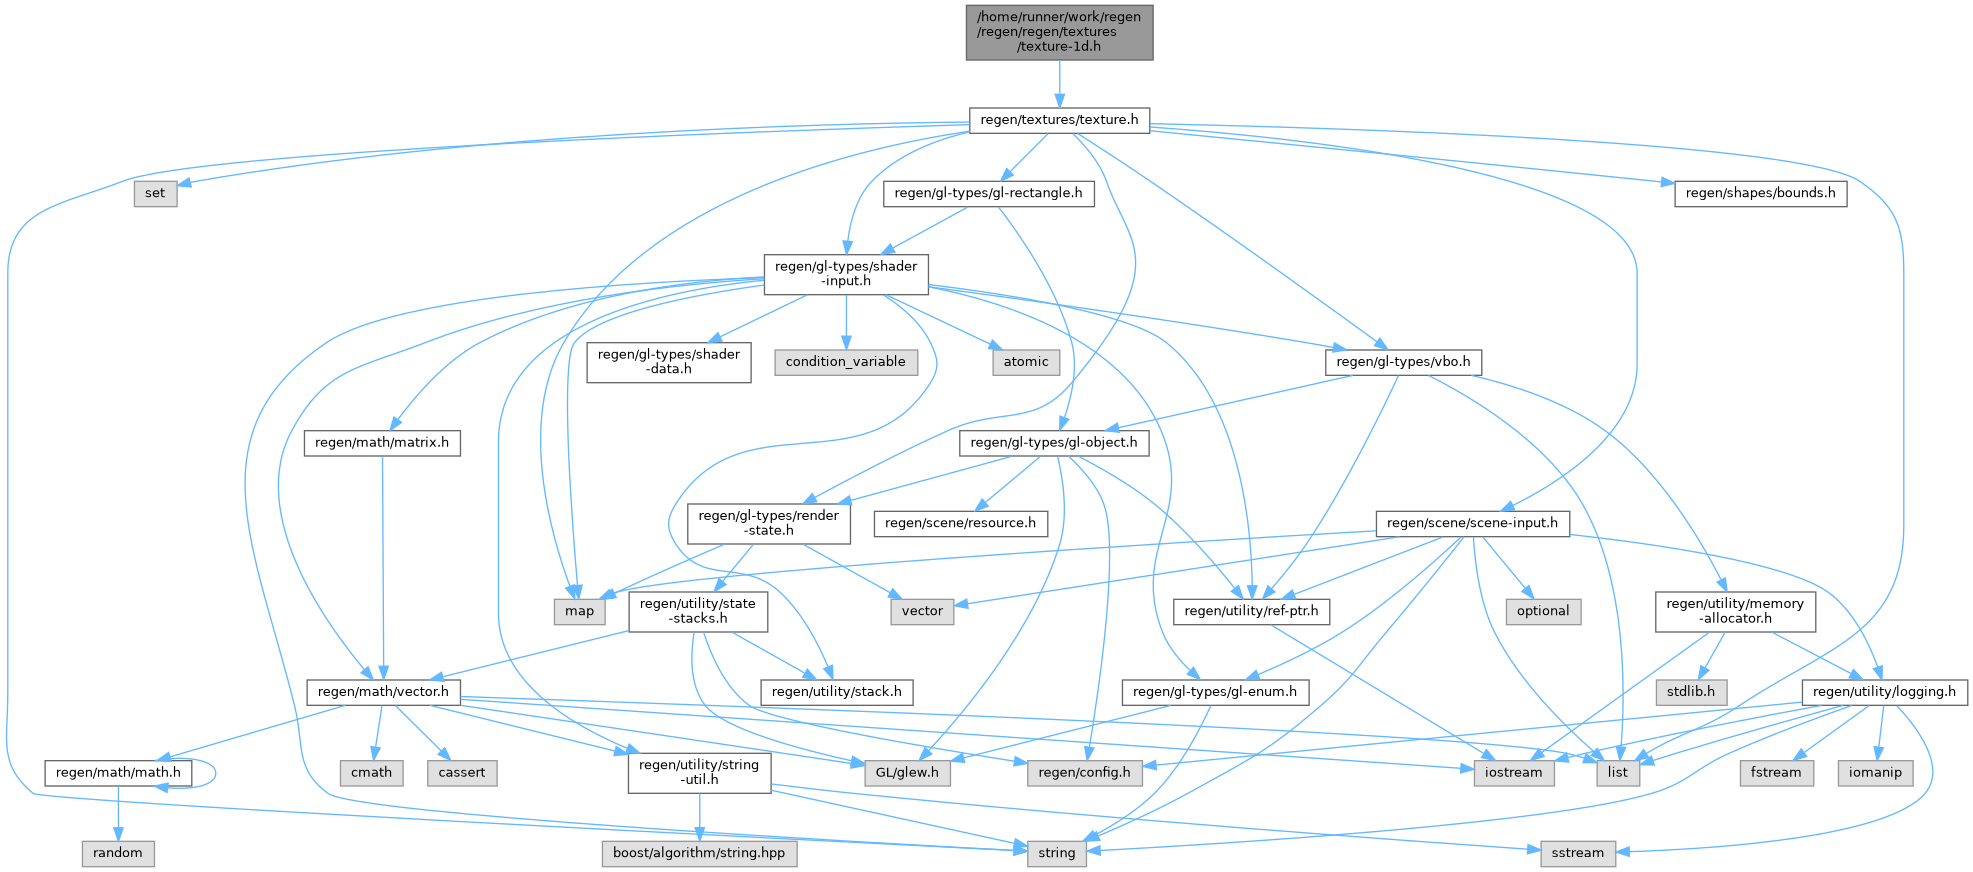 /home/runner/work/regen
/regen/regen/textures
/texture-1d.h
regen/textures/texture.h
set
regen/gl-types/gl-rectangle.h
regen/shapes/bounds.h
regen/gl-types/shader
-input.h
regen/gl-types/shader
-data.h
condition_variable
atomic
regen/gl-types/vbo.h
regen/math/matrix.h
regen/gl-types/gl-object.h
regen/gl-types/render
-state.h
regen/scene/resource.h
regen/scene/scene-input.h
map
regen/utility/state
-stacks.h
vector
regen/utility/ref-ptr.h
optional
regen/utility/memory
-allocator.h
regen/math/vector.h
regen/utility/stack.h
regen/gl-types/gl-enum.h
stdlib.h
regen/utility/logging.h
regen/math/math.h
cmath
cassert
regen/utility/string
-util.h
GL/glew.h
regen/config.h
iostream
list
fstream
iomanip
random
boost/algorithm/string.hpp
string
sstream